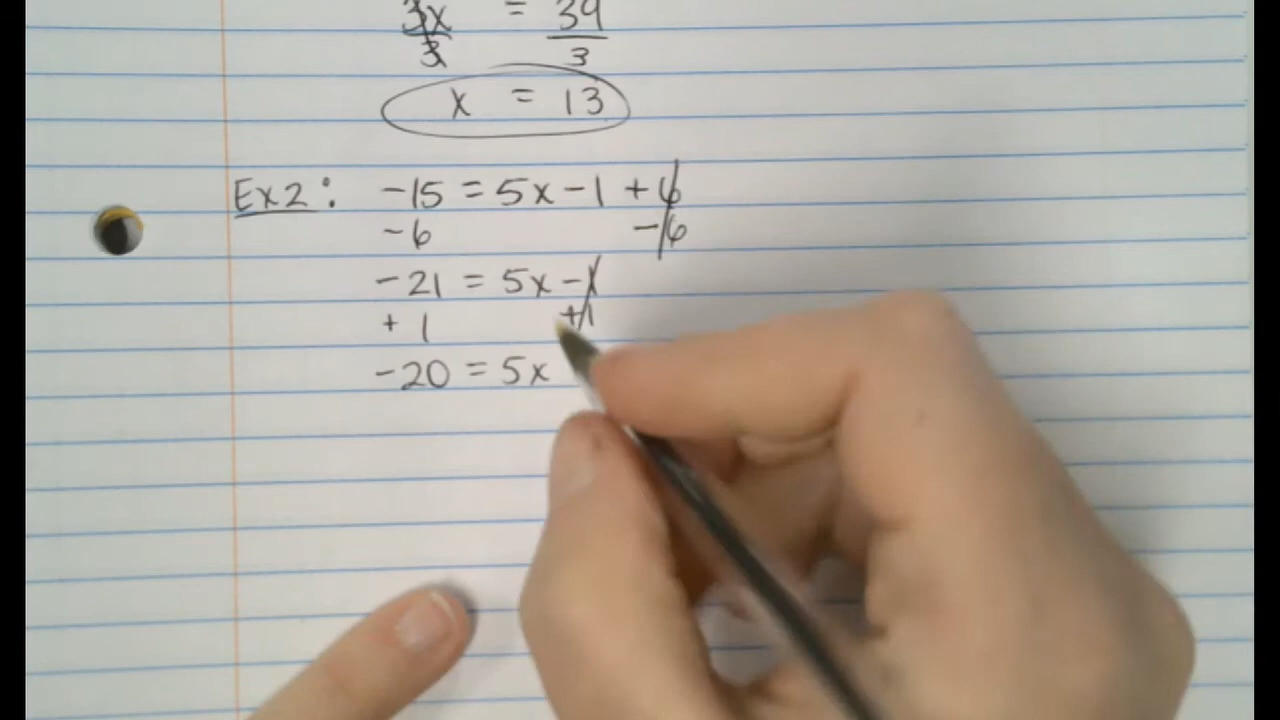 3x = 39
3 3
x = 13
Ex2: -15 = 5x - 1 + 6
-6 -6
-21 = 5x - 1
+ 1 +1
-20 = 5x